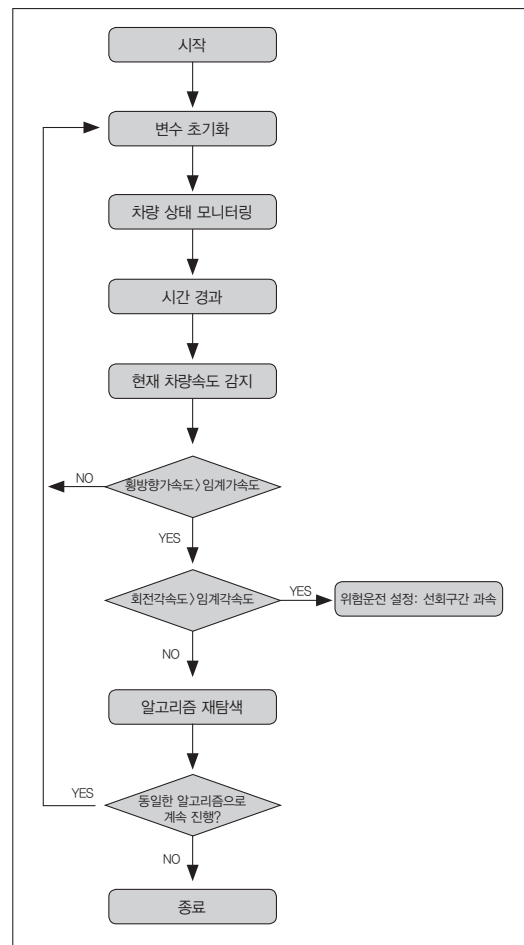 시작
변수 초기화
차량 상태 모니터링
시간 경과
현재 차량속도 감지
횡방향가속도〉임계가속도
NO
YES
회전각속도〉임계각속도
YES
위험운전 설정: 선회구간 과속
NO
알고리즘 재탐색
YES
동일한 알고리즘으로
계속 진행?
NO
종료